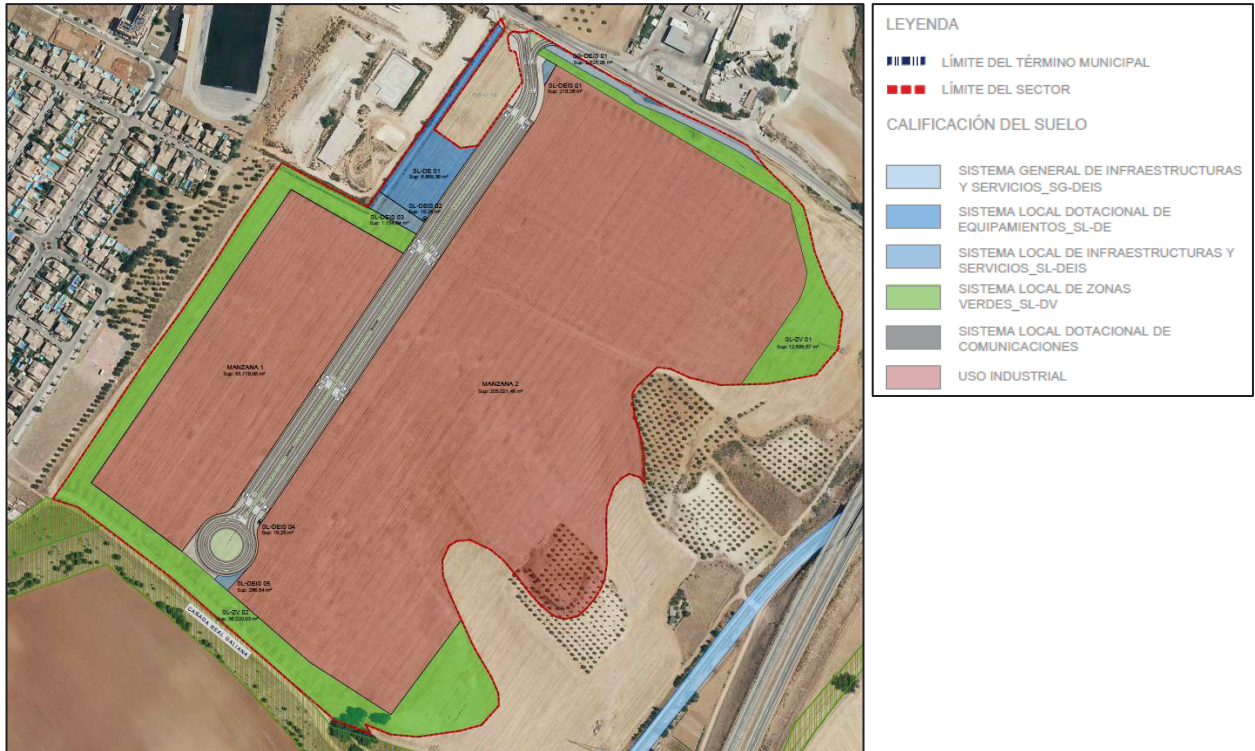 SG-DEIS 01
SL-DEIS 01
SL-DE 01
SL-DEIS 02
SL-DEIS 03
SL-ZV 01
MANZANA 1
MANZANA 2
SL-DEIS 04
SL-DEIS 05
SL-ZV 02
CAÑADA REAL GALIANA
LEYENDA
LÍMITE DEL TÉRMINO MUNICIPAL
LÍMITE DEL SECTOR
CALIFICACIÓN DEL SUELO
SISTEMA GENERAL DE INFRAESTRUCTURAS
Y SERVICIOS_SG-DEIS
SISTEMA LOCAL DOTACIONAL DE
EQUIPAMIENTOS_SL-DE
SISTEMA LOCAL DE INFRAESTRUCTURAS Y
SERVICIOS_SL-DEIS
SISTEMA LOCAL DE ZONAS
VERDES_SL-DV
SISTEMA LOCAL DOTACIONAL DE
COMUNICACIONES
USO INDUSTRIAL